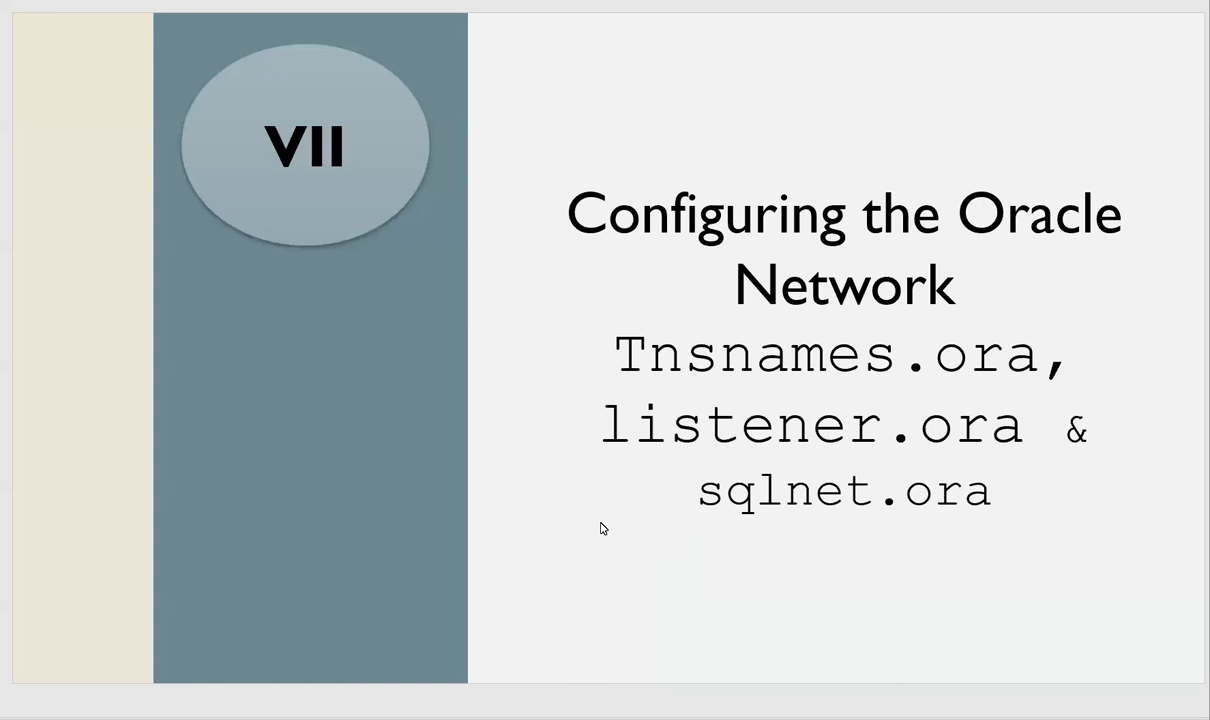 VII
Configuring the Oracle
Network
Tnsnames.ora,
listener.ora &
sqlnet.ora